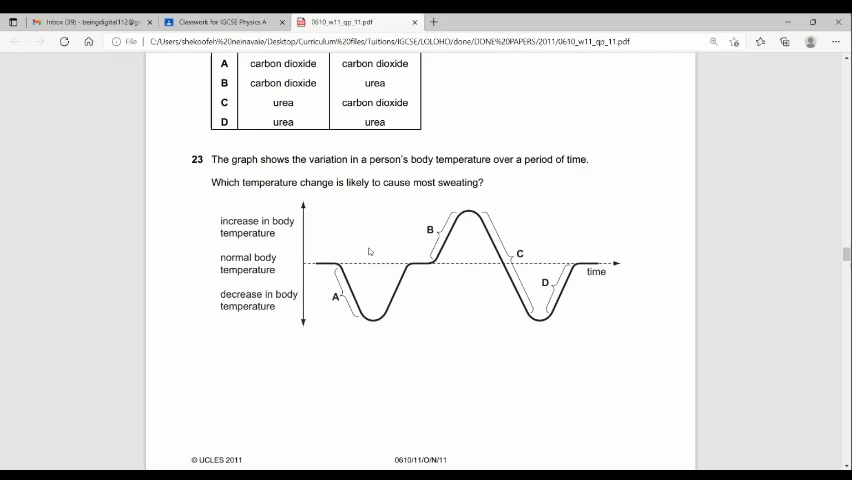 Inbox (39) - beingdigital112@g
Classwork for IGCSE Physics A
0610_w11_qp_11.pdf
File
C:/Users/shekoofeh%20neinavaie/Desktop/Curriculum%20files/Tuitions/IGCSE/LOLOHO/done/DONE%20PAPERS/2011/0610_w11_qp_11.pdf
A carbon dioxide carbon dioxide
B carbon dioxide urea
C urea carbon dioxide
D urea urea
23 The graph shows the variation in a person's body temperature over a period of time.
Which temperature change is likely to cause most sweating?
increase in body
temperature
normal body
temperature
decrease in body
temperature
A
B
C
D
time
© UCLES 2011
0610/11/O/N/11